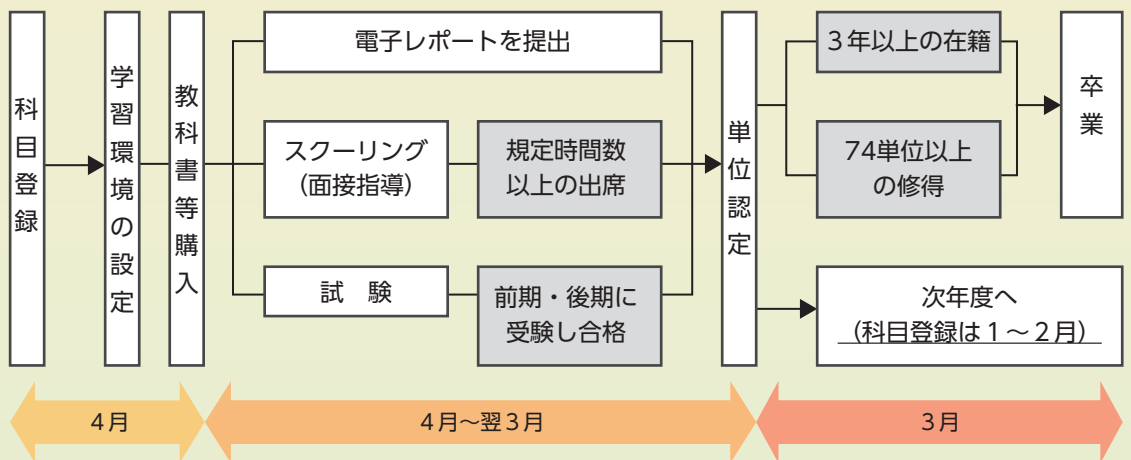 科目登録
学習環境の設定
教科書等購入
電子レポートを提出
スクーリング
（面接指導）
規定時間数
以上の出席
試　験
前期・後期に
受験し合格
単位認定
３年以上の在籍
74単位以上
の修得
卒業
次年度へ
（科目登録は１～２月）
４月
４月～翌３月
３月